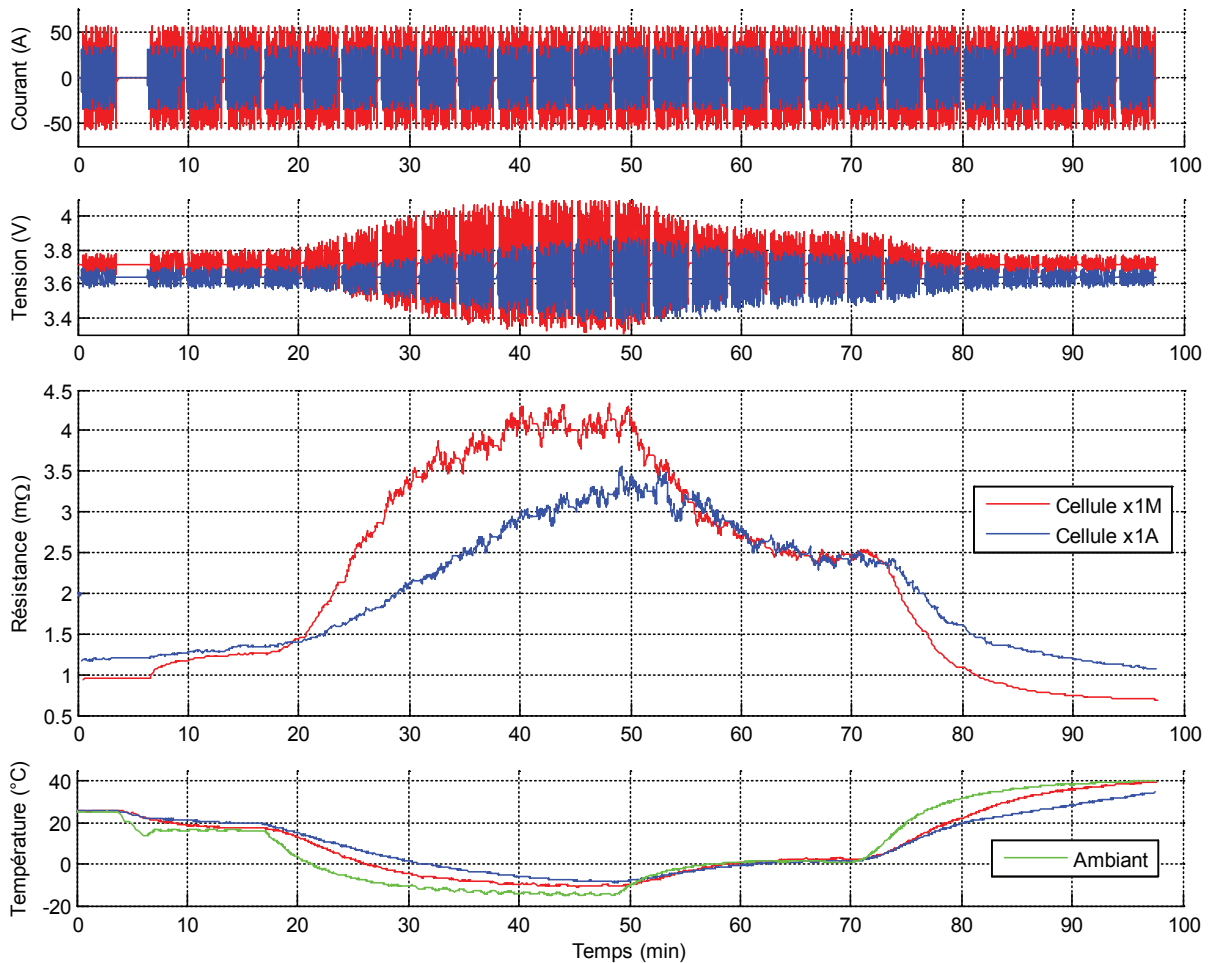 Courant (A)
50
0
-50
0 10 20 30 40 50 60 70 80 90 100
Tension (V)
4
3.8
3.6
3.4
0 10 20 30 40 50 60 70 80 90 100
Résistance (mΩ)
4.5
4
3.5
3
2.5
2
1.5
1
0.5
Cellule x1M
Cellule x1A
0 10 20 30 40 50 60 70 80 90 100
Température (°C)
40
20
0
-20
Ambiant
0 10 20 30 40 50 60 70 80 90 100
Temps (min)